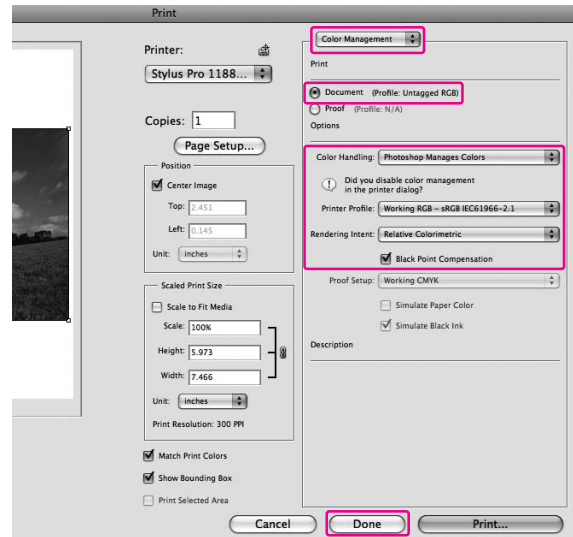 Print
Printer:
Stylus Pro 1188...
Copies: 1
Page Setup...
Position
Center Image
Top: 2.451
Left: 0.145
Unit: inches
Scaled Print Size
Scale to Fit Media
Scale: 100%
Height: 5.973
Width: 7.466
Unit: inches
Print Resolution: 300 PPI
Match Print Colors
Show Bounding Box
Print Selected Area
Color Management
Print
Document (Profile: Untagged RGB)
Proof (Profile: N/A)
Options
Color Handling: Photoshop Manages Colors
Did you disable color management
in the printer dialog?
Printer Profile: Working RGB - sRGB IEC61966-2.1
Rendering Intent: Relative Colorimetric
Black Point Compensation
Proof Setup: Working CMYK
Simulate Paper Color
Simulate Black Ink
Description
Cancel
Done
Print...